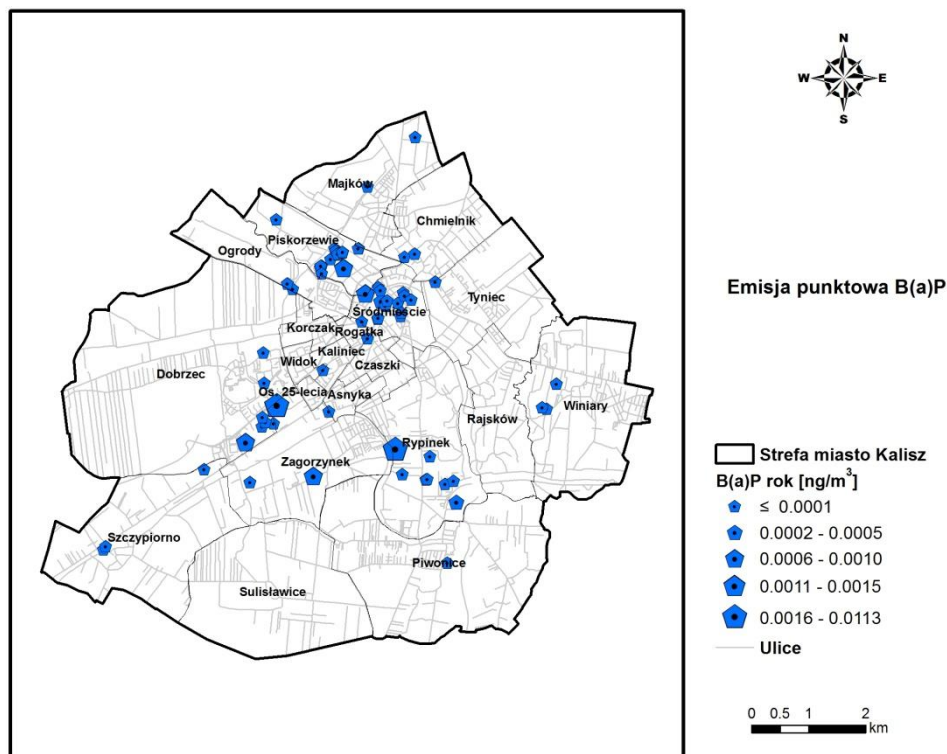 N
W E
S
Majków
Chmielnik
Piskorzewie
Ogrody
Tyniec
Emisja punktowa B(a)P
Śródmieście
Korczak
Rogatka
Kaliniec
Widok
Czaszki
Dobrzec
Os. 25-lecia
Asnyka
Rajsków
Winiary
Rypinek
Zagorzynek
Szczypiorno
Piwonice
Sulisławice
Strefa miasto Kalisz
B(a)P rok [ng/m³]
≤ 0.0001
0.0002 - 0.0005
0.0006 - 0.0010
0.0011 - 0.0015
0.0016 - 0.0113
Ulice
0 0.5 1 2
km